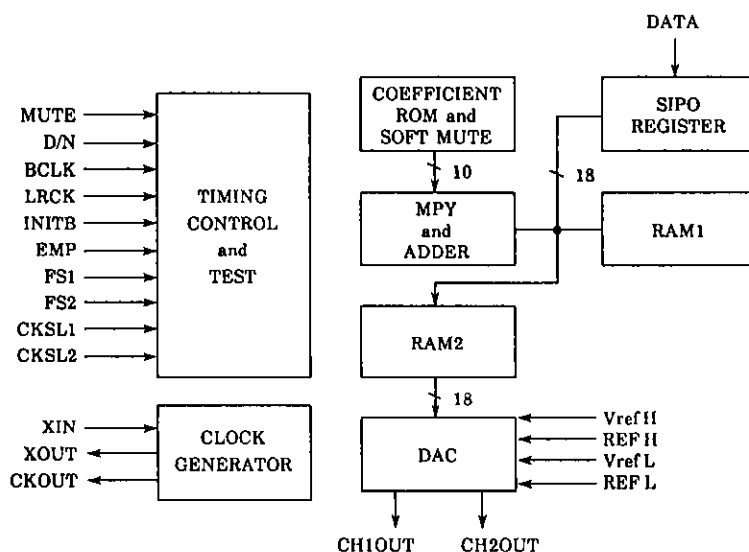 DATA
MUTE
D/N
BCLK
LRCK
INITB
EMP
FS1
FS2
CKSL1
CKSL2
TIMING
CONTROL
and
TEST
COEFFICIENT
ROM and
SOFT MUTE
SIPO
REGISTER
10
18
MPY
and
ADDER
RAM1
RAM2
18
XIN
XOUT
CKOUT
CLOCK
GENERATOR
DAC
Vref H
REF H
Vref L
REF L
CH1OUT
CH2OUT